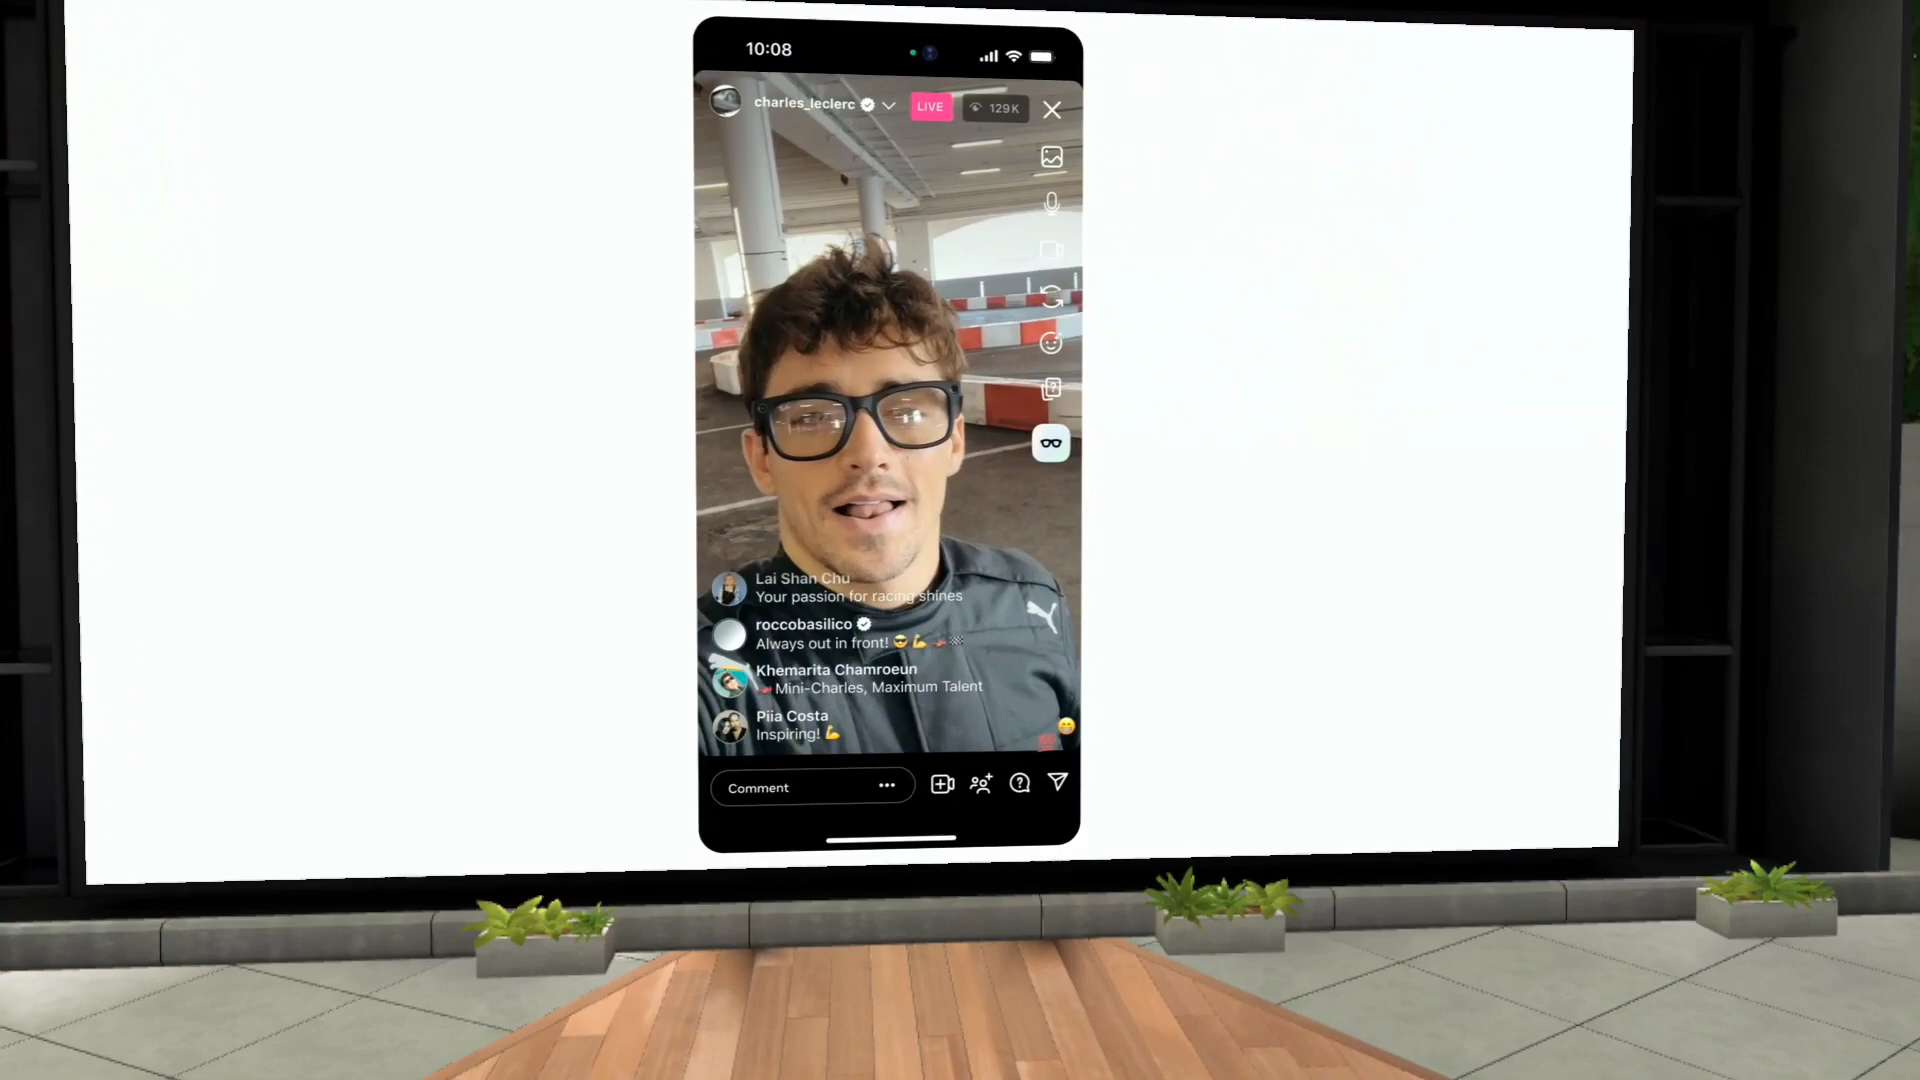 10:08
charles_leclerc
LIVE
129K
Lai Shan Chu
Your passion for racing shines
roccobasilico
Always out in front! 😎💪🏎️🏁
Khemarita Chamroeun
🏎️ Mini-Charles, Maximum Talent
Piia Costa
Inspiring! 💪
Comment